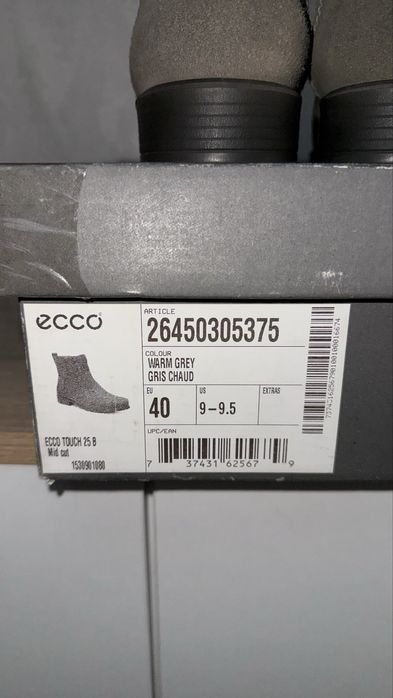 ecco
ARTICLE
26450305375
COLOUR
WARM GREY
GRIS CHAUD
EU
40
US
9-9.5
EXTRAS
ECCO TOUCH 25 B
Mid cut
1530901080
UPC/EAN
7 37431 62567 9